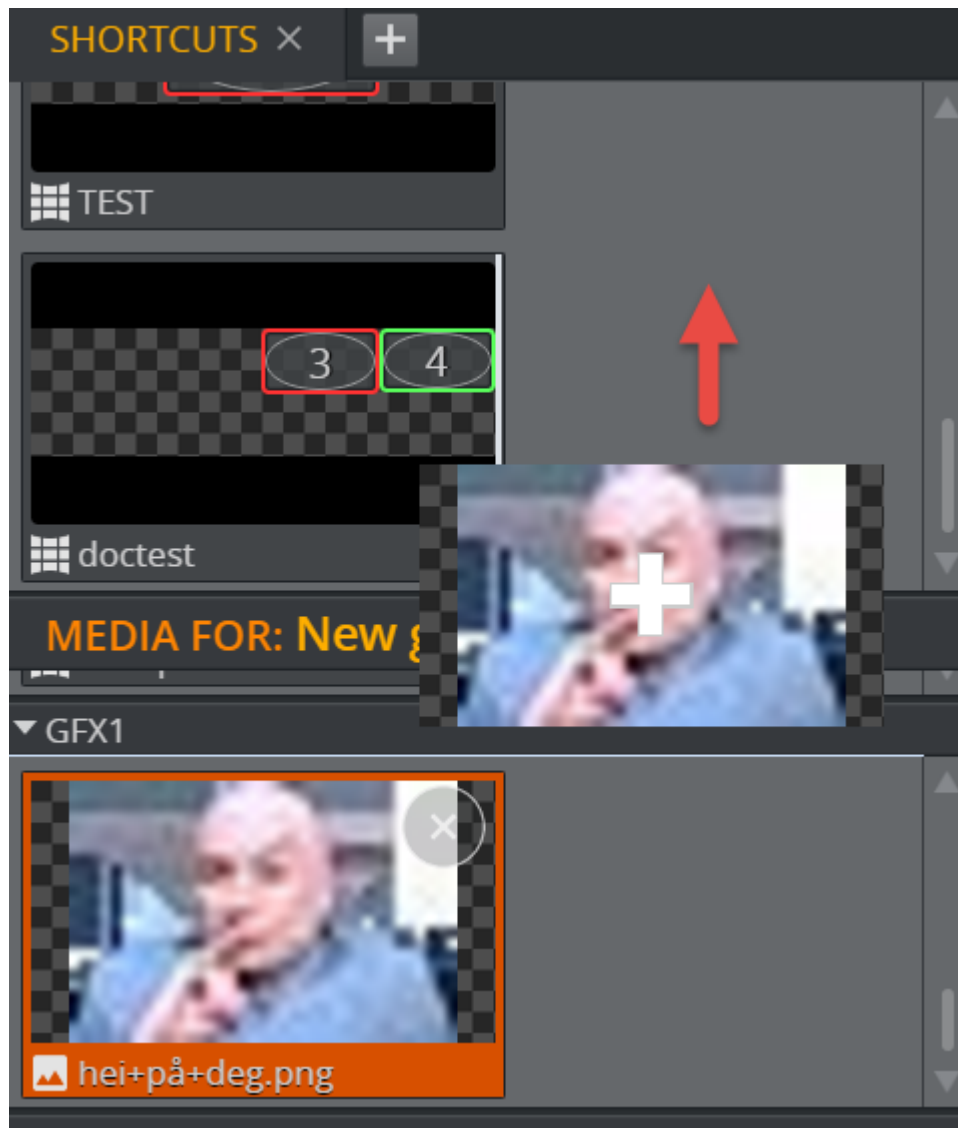 SHORTCUTS
TEST
3 4
doctest
MEDIA FOR: New
GFX1
hei+på+deg.png